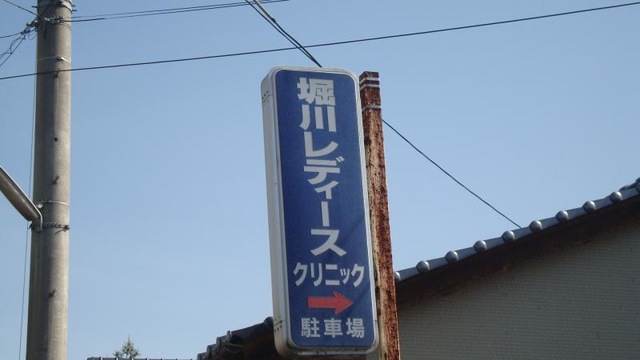 堀川レディース
クリニック
駐車場